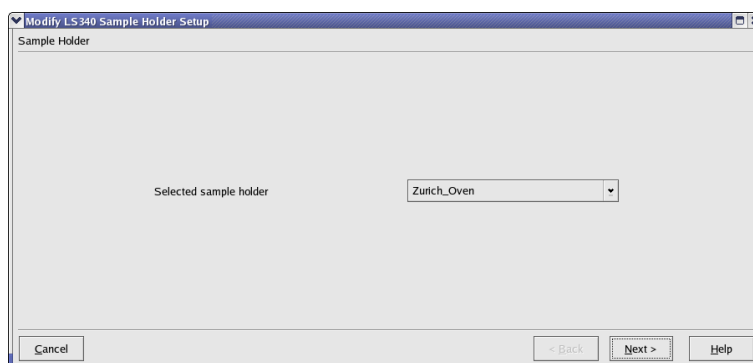 Modify LS340 Sample Holder Setup
Sample Holder
Selected sample holder
Zurich_Oven
Cancel
< Back
Next >
Help